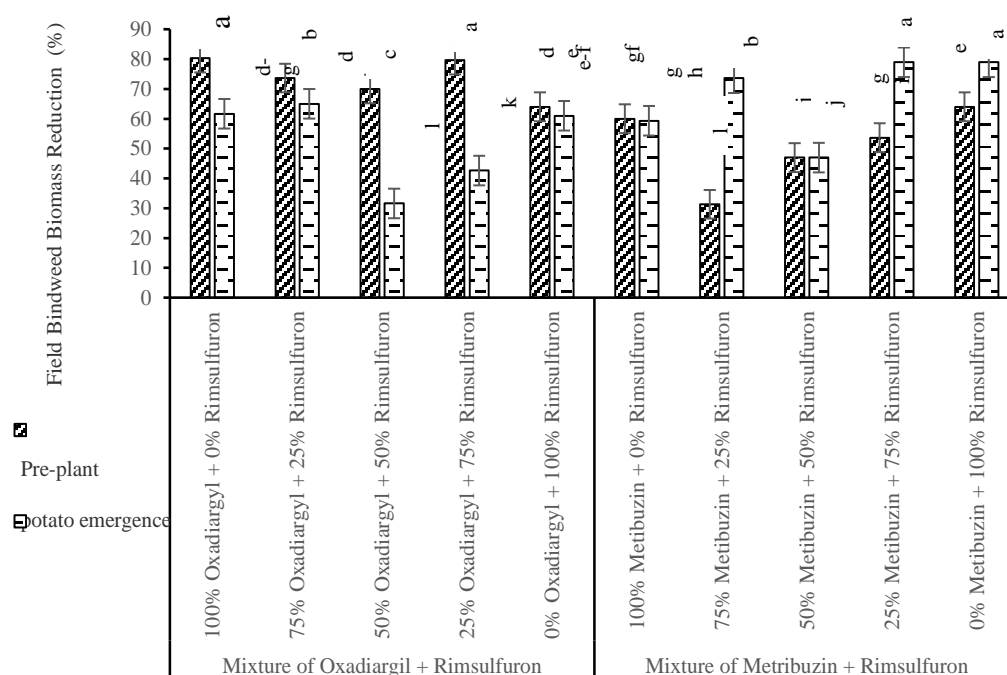 Field Bindweed Biomass Reduction (%)
90
80
70
60
50
40
30
20
10
0
a
d-g
b
d
c
l
a
k
d
e
e-f
gf
g
h
l
b
i
j
g
h
a
e
a
100% Oxadiargyl + 0% Rimsulfuron
75% Oxadiargyl + 25% Rimsulfuron
50% Oxadiargyl + 50% Rimsulfuron
25% Oxadiargyl + 75% Rimsulfuron
0% Oxadiargyl + 100% Rimsulfuron
100% Metibuzin + 0% Rimsulfuron
75% Metibuzin + 25% Rimsulfuron
50% Metibuzin + 50% Rimsulfuron
25% Metibuzin + 75% Rimsulfuron
0% Metibuzin + 100% Rimsulfuron
Mixture of Oxadiargil + Rimsulfuron
Mixture of Metribuzin + Rimsulfuron
Pre-plant
potato emergence